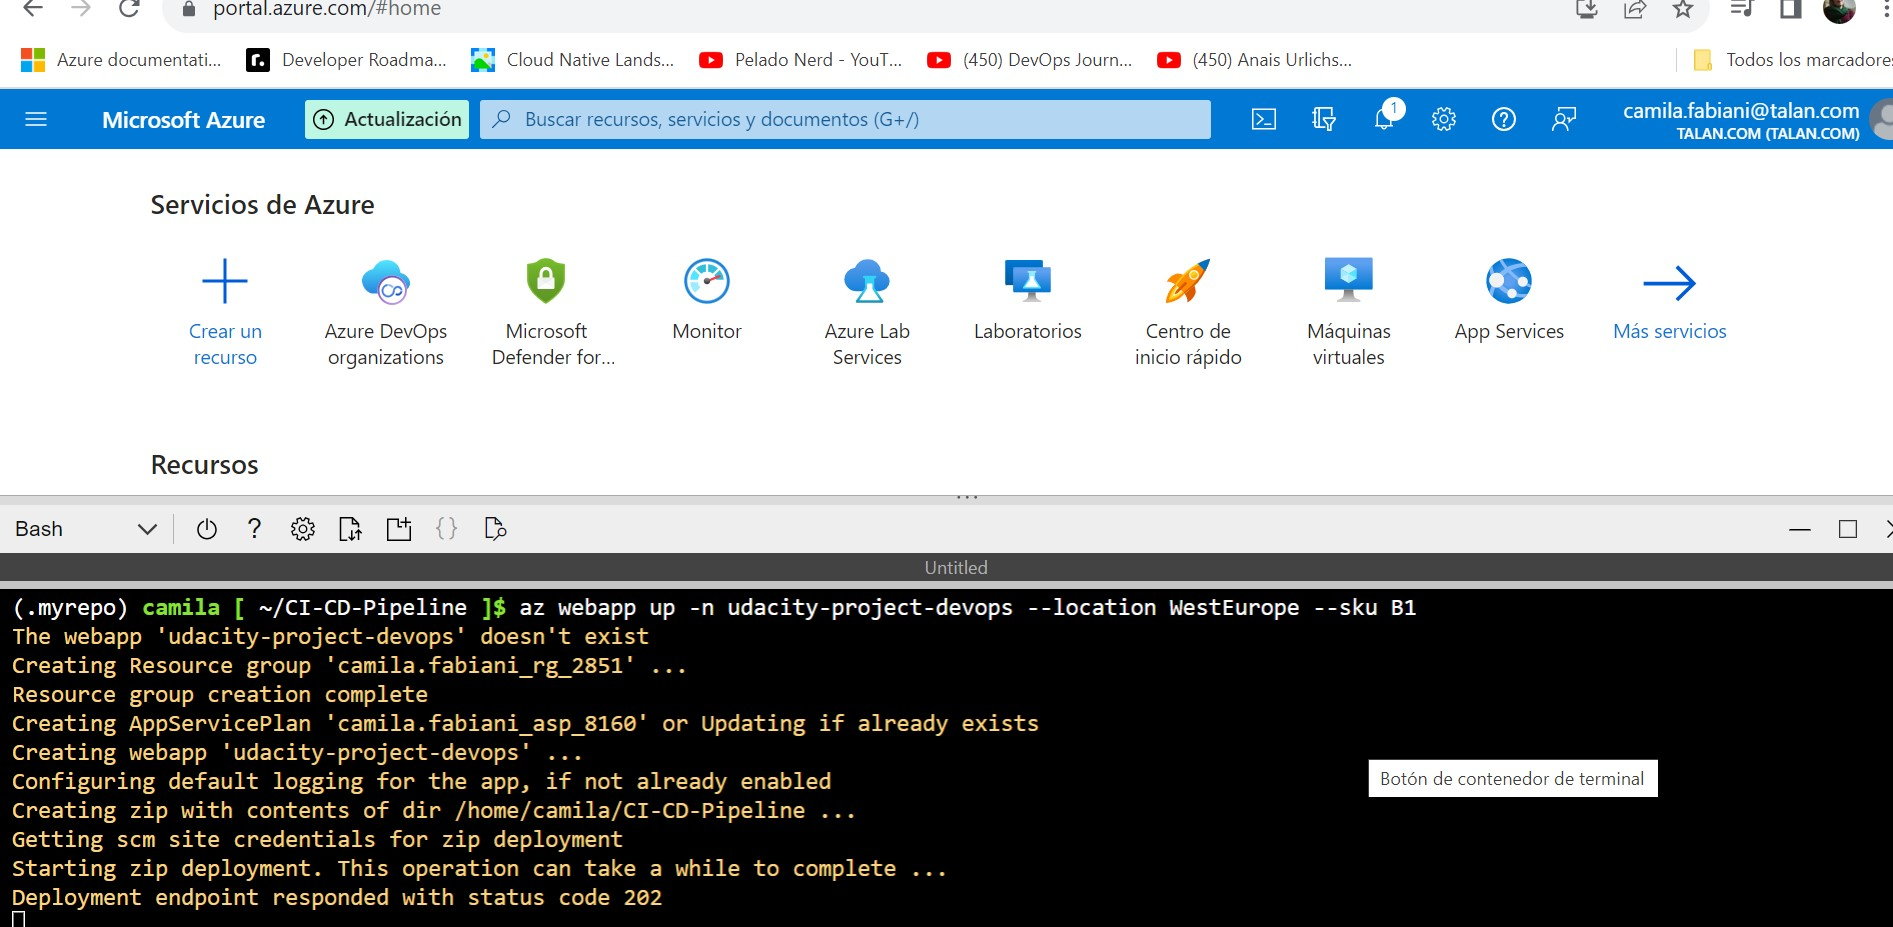 portal.azure.com/#home
Azure documentati... Developer Roadma... Cloud Native Lands... Pelado Nerd - YouT... (450) DevOps Journ... (450) Anais Urlichs... Todos los marcadores
Microsoft Azure Actualización Buscar recursos, servicios y documentos (G+/) 1 camila.fabiani@talan.com
TALAN.COM (TALAN.COM)
Servicios de Azure
Crear un recurso
Azure DevOps organizations
Microsoft Defender for...
Monitor
Azure Lab Services
Laboratorios
Centro de inicio rápido
Máquinas virtuales
App Services
Más servicios
Recursos
Bash
Untitled
(.myrepo) camila [ ~/CI-CD-Pipeline ]$ az webapp up -n udacity-project-devops --location WestEurope --sku B1
The webapp 'udacity-project-devops' doesn't exist
Creating Resource group 'camila.fabiani_rg_2851' ...
Resource group creation complete
Creating AppServicePlan 'camila.fabiani_asp_8160' or Updating if already exists
Creating webapp 'udacity-project-devops' ...
Configuring default logging for the app, if not already enabled
Botón de contenedor de terminal
Creating zip with contents of dir /home/camila/CI-CD-Pipeline ...
Getting scm site credentials for zip deployment
Starting zip deployment. This operation can take a while to complete ...
Deployment endpoint responded with status code 202